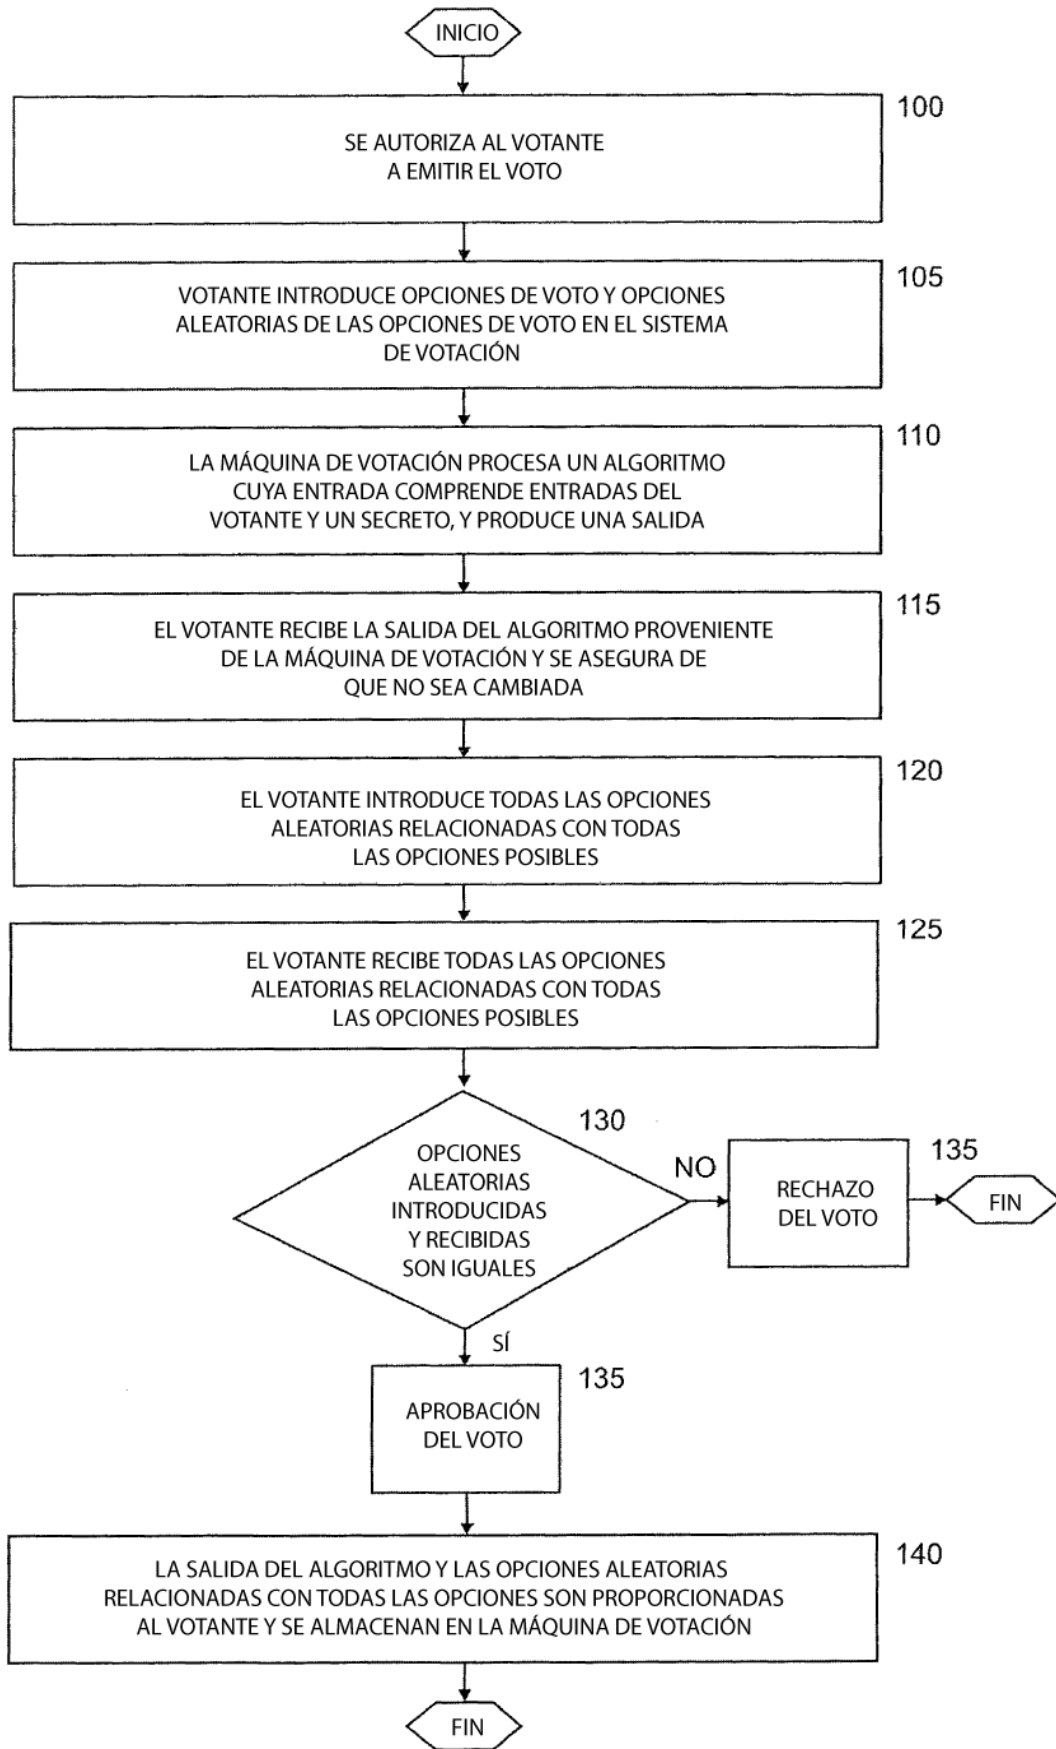 INICIO
100
SE AUTORIZA AL VOTANTE
A EMITIR EL VOTO
105
VOTANTE INTRODUCE OPCIONES DE VOTO Y OPCIONES
ALEATORIAS DE LAS OPCIONES DE VOTO EN EL SISTEMA
DE VOTACIÓN
110
LA MÁQUINA DE VOTACIÓN PROCESA UN ALGORITMO
CUYA ENTRADA COMPRENDE ENTRADAS DEL
VOTANTE Y UN SECRETO, Y PRODUCE UNA SALIDA
115
EL VOTANTE RECIBE LA SALIDA DEL ALGORITMO PROVENIENTE
DE LA MÁQUINA DE VOTACIÓN Y SE ASEGURA DE
QUE NO SEA CAMBIADA
120
EL VOTANTE INTRODUCE TODAS LAS OPCIONES
ALEATORIAS RELACIONADAS CON TODAS
LAS OPCIONES POSIBLES
125
EL VOTANTE RECIBE TODAS LAS OPCIONES
ALEATORIAS RELACIONADAS CON TODAS
LAS OPCIONES POSIBLES
130
OPCIONES
ALEATORIAS
INTRODUCIDAS
Y RECIBIDAS
SON IGUALES
NO
135
RECHAZO
DEL VOTO
FIN
SÍ
135
APROBACIÓN
DEL VOTO
140
LA SALIDA DEL ALGORITMO Y LAS OPCIONES ALEATORIAS
RELACIONADAS CON TODAS LAS OPCIONES SON PROPORCIONADAS
AL VOTANTE Y SE ALMACENAN EN LA MÁQUINA DE VOTACIÓN
FIN